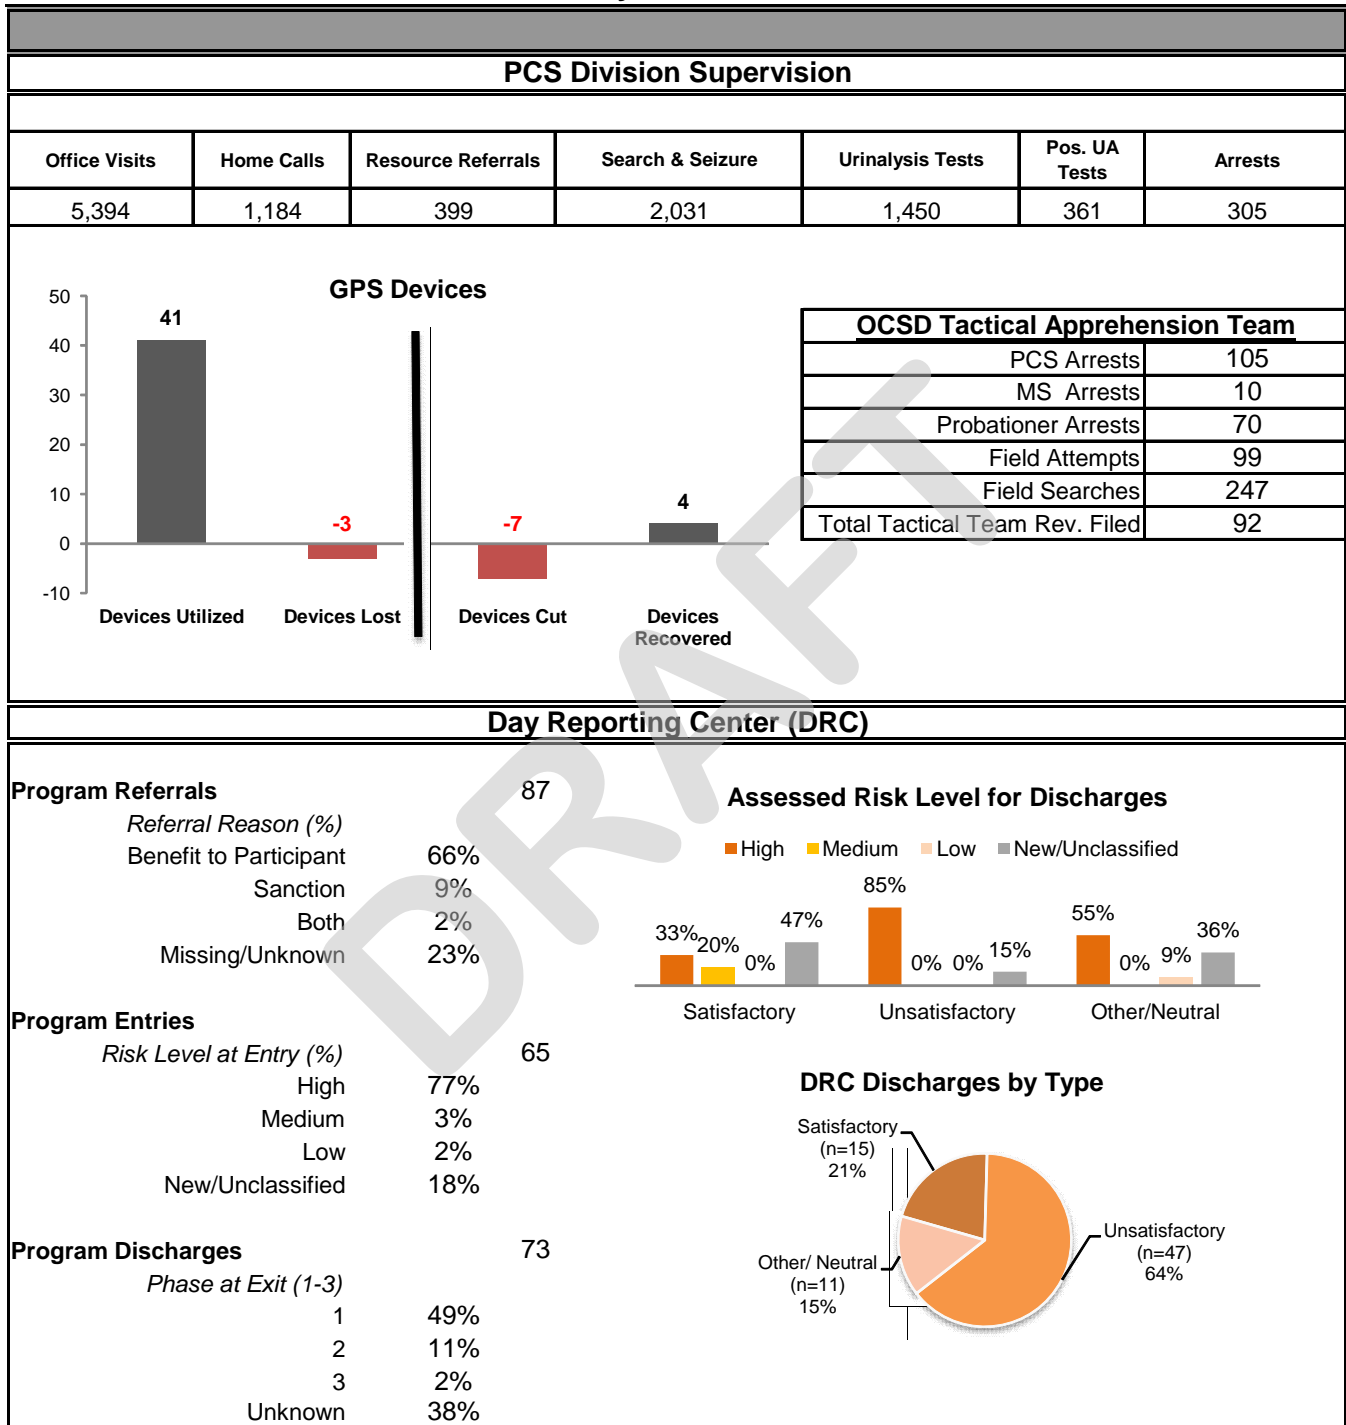 PCS Division Supervision
Office Visits Home Calls Resource Referrals Search & Seizure Urinalysis Tests Pos. UA Tests Arrests
5,394 1,184 399 2,031 1,450 361 305
GPS Devices
50
40
30
20
10
0
-10
41
-3
-7
4
Devices Utilized Devices Lost Devices Cut Devices Recovered
OCSD Tactical Apprehension Team
PCS Arrests 105
MS Arrests 10
Probationer Arrests 70
Field Attempts 99
Field Searches 247
Total Tactical Team Rev. Filed 92
Day Reporting Center (DRC)
Program Referrals 87
Referral Reason (%)
Benefit to Participant 66%
Sanction 9%
Both 2%
Missing/Unknown 23%
Program Entries
Risk Level at Entry (%) 65
High 77%
Medium 3%
Low 2%
New/Unclassified 18%
Program Discharges 73
Phase at Exit (1-3)
1 49%
2 11%
3 2%
Unknown 38%
Assessed Risk Level for Discharges
High Medium Low New/Unclassified
33% 20% 0% 47%
85% 0% 0% 15%
55% 0% 9% 36%
Satisfactory Unsatisfactory Other/Neutral
DRC Discharges by Type
Satisfactory
(n=15)
21%
Other/ Neutral
(n=11)
15%
Unsatisfactory
(n=47)
64%
DRAFT